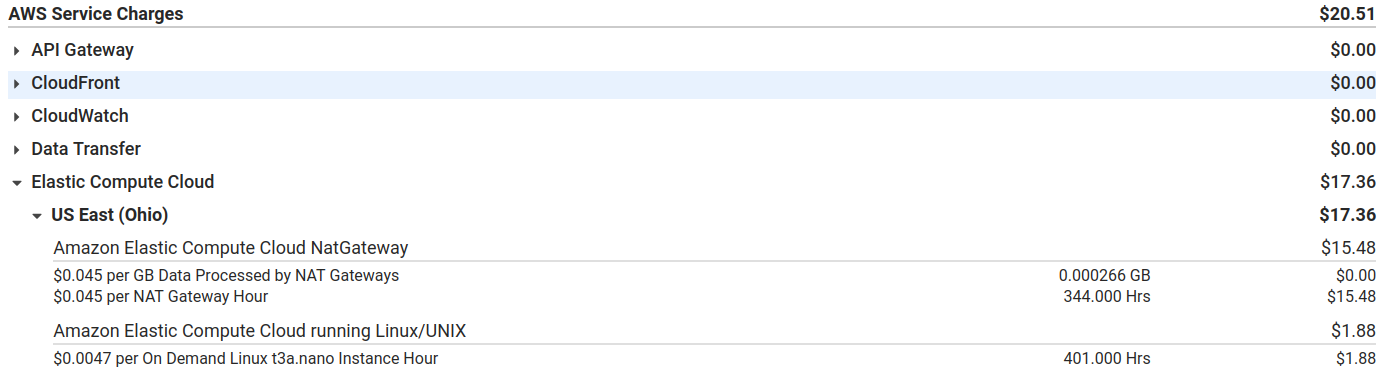 AWS Service Charges $20.51
API Gateway $0.00
CloudFront $0.00
CloudWatch $0.00
Data Transfer $0.00
Elastic Compute Cloud $17.36
US East (Ohio) $17.36
Amazon Elastic Compute Cloud NatGateway $15.48
$0.045 per GB Data Processed by NAT Gateways 0.000266 GB $0.00
$0.045 per NAT Gateway Hour 344.000 Hrs $15.48
Amazon Elastic Compute Cloud running Linux/UNIX $1.88
$0.0047 per On Demand Linux t3a.nano Instance Hour 401.000 Hrs $1.88